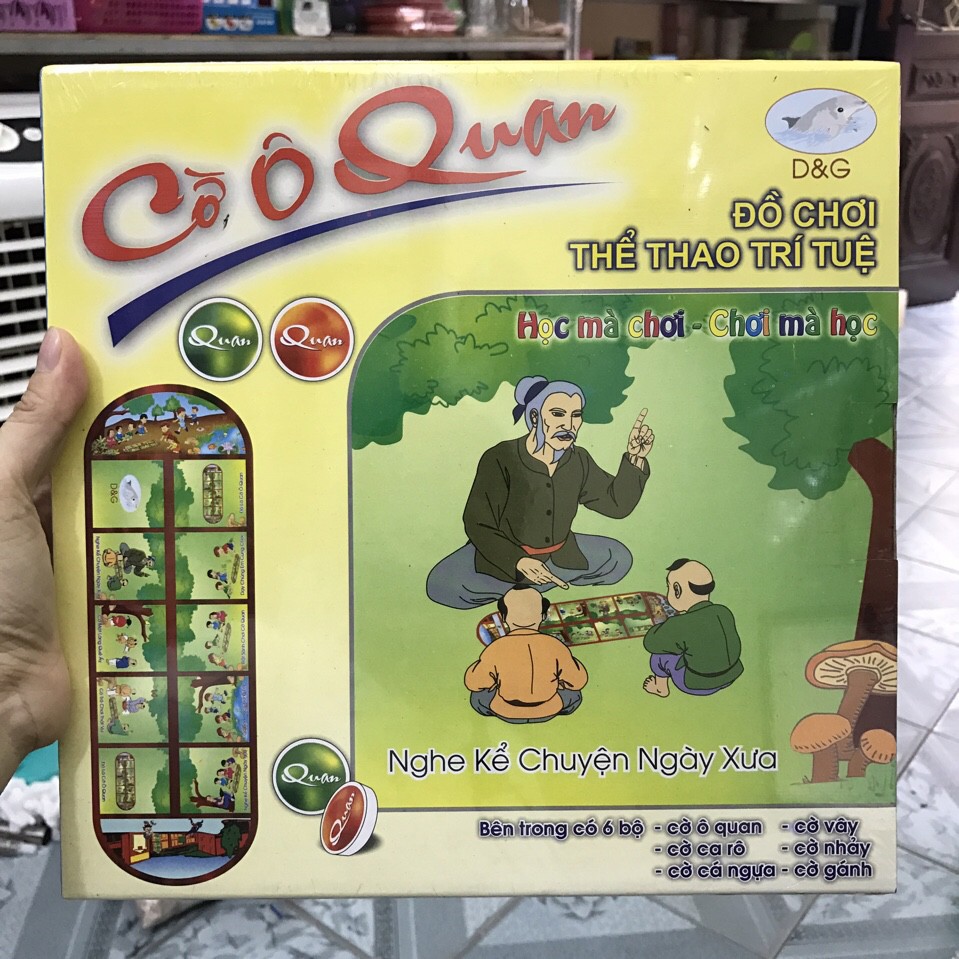 Cờ Ô Quan
D&G
ĐỒ CHƠI
THỂ THAO TRÍ TUỆ
Học mà chơi - Chơi mà học
Quan
Quan
D&G
Nghe Kể Chuyện Ngày Xưa
Quan
Quan
Bên trong có 6 bộ - cờ ô quan - cờ vây
- cờ ca rô - cờ nhảy
- cờ cá ngựa - cờ gánh